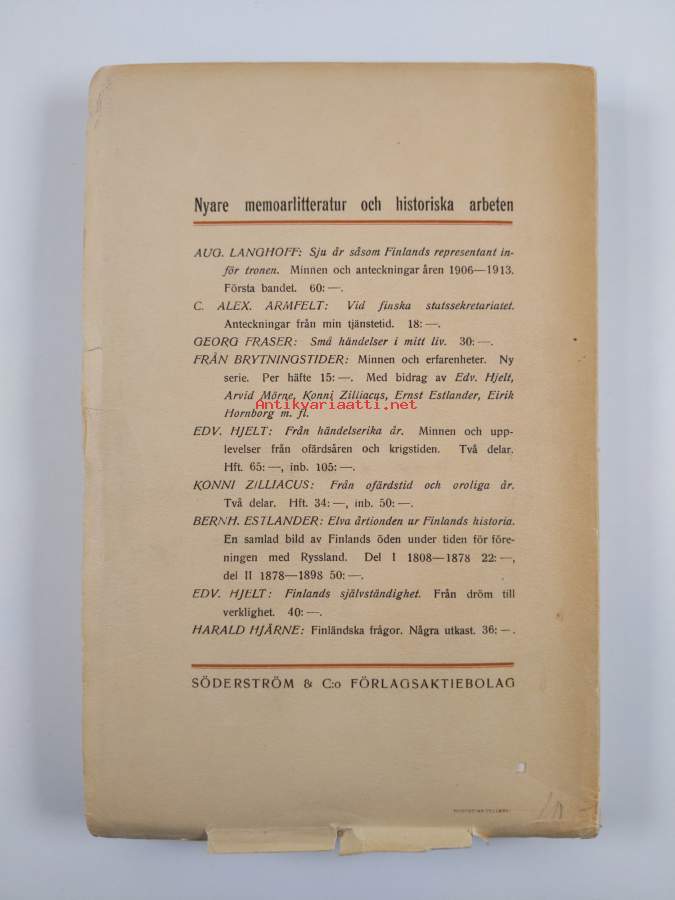 Nyare memoarlitteratur och historiska arbeten
AUG. LANGHOFF: Sju år såsom Finlands representant in-
för tronen. Minnen och anteckningar åren 1906—1913.
Första bandet. 60: —.
C. ALEX. ARMFELT: Vid finska statssekretariatet.
Anteckningar från min tjänstetid. 18: —.
GEORG FRASER: Små händelser i mitt liv. 30: —.
FRÅN BRYTNINGSTIDER: Minnen och erfarenheter. Ny
serie. Per häfte 15: —. Med bidrag av Edv. Hjelt,
Arvid Mörne, Konni Zilliacus, Ernst Estlander, Eirik
Antikvariaatti.net
Hornborg m. fl.
EDV. HJELT: Från händelserika år. Minnen och upp-
levelser från ofärdsåren och krigstiden. Två delar.
Hft. 65: —, inb. 105: —.
KONNI ZILLIACUS: Från ofärdstid och oroliga år.
Två delar. Hft. 34: —, inb. 50: —.
BERNH. ESTLANDER: Elva årtionden ur Finlands historia.
En samlad bild av Finlands öden under tiden för före-
ningen med Ryssland. Del I 1808—1878 22: —,
del II 1878—1898 50: —.
EDV. HJELT: Finlands självständighet. Från dröm till
verklighet. 40: —.
HARALD HJÄRNE: Finländska frågor. Några utkast. 36: —.
SÖDERSTRÖM & C:o FÖRLAGSAKTIEBOLAG